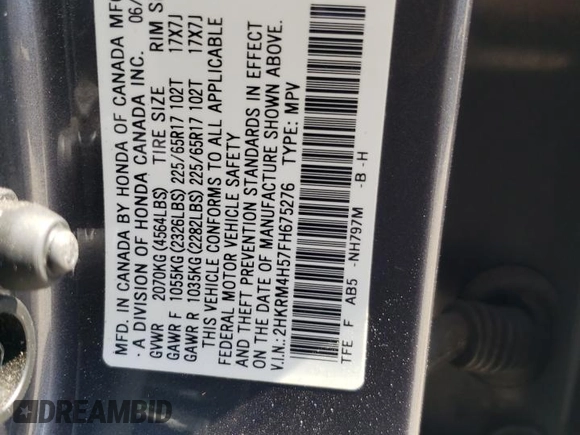 MFD. IN CANADA BY HONDA OF CANADA MFG.
· A DIVISION OF HONDA CANADA INC. 06/
GVWR 2070KG (4564LBS) TIRE SIZE RIM S
GAWR F 1055KG (2326LBS) 225/65R17 102T 17X7J
GAWR R 1035KG (2282LBS) 225/65R17 102T 17X7J
THIS VEHICLE CONFORMS TO ALL APPLICABLE
FEDERAL MOTOR VEHICLE SAFETY
AND THEFT PREVENTION STANDARDS IN EFFECT
ON THE DATE OF MANUFACTURE SHOWN ABOVE.
V.I.N.: 2HKRM4H57FH675276 TYPE: MPV
TFE F AB5 -NH797M -B -H
DREAMBID